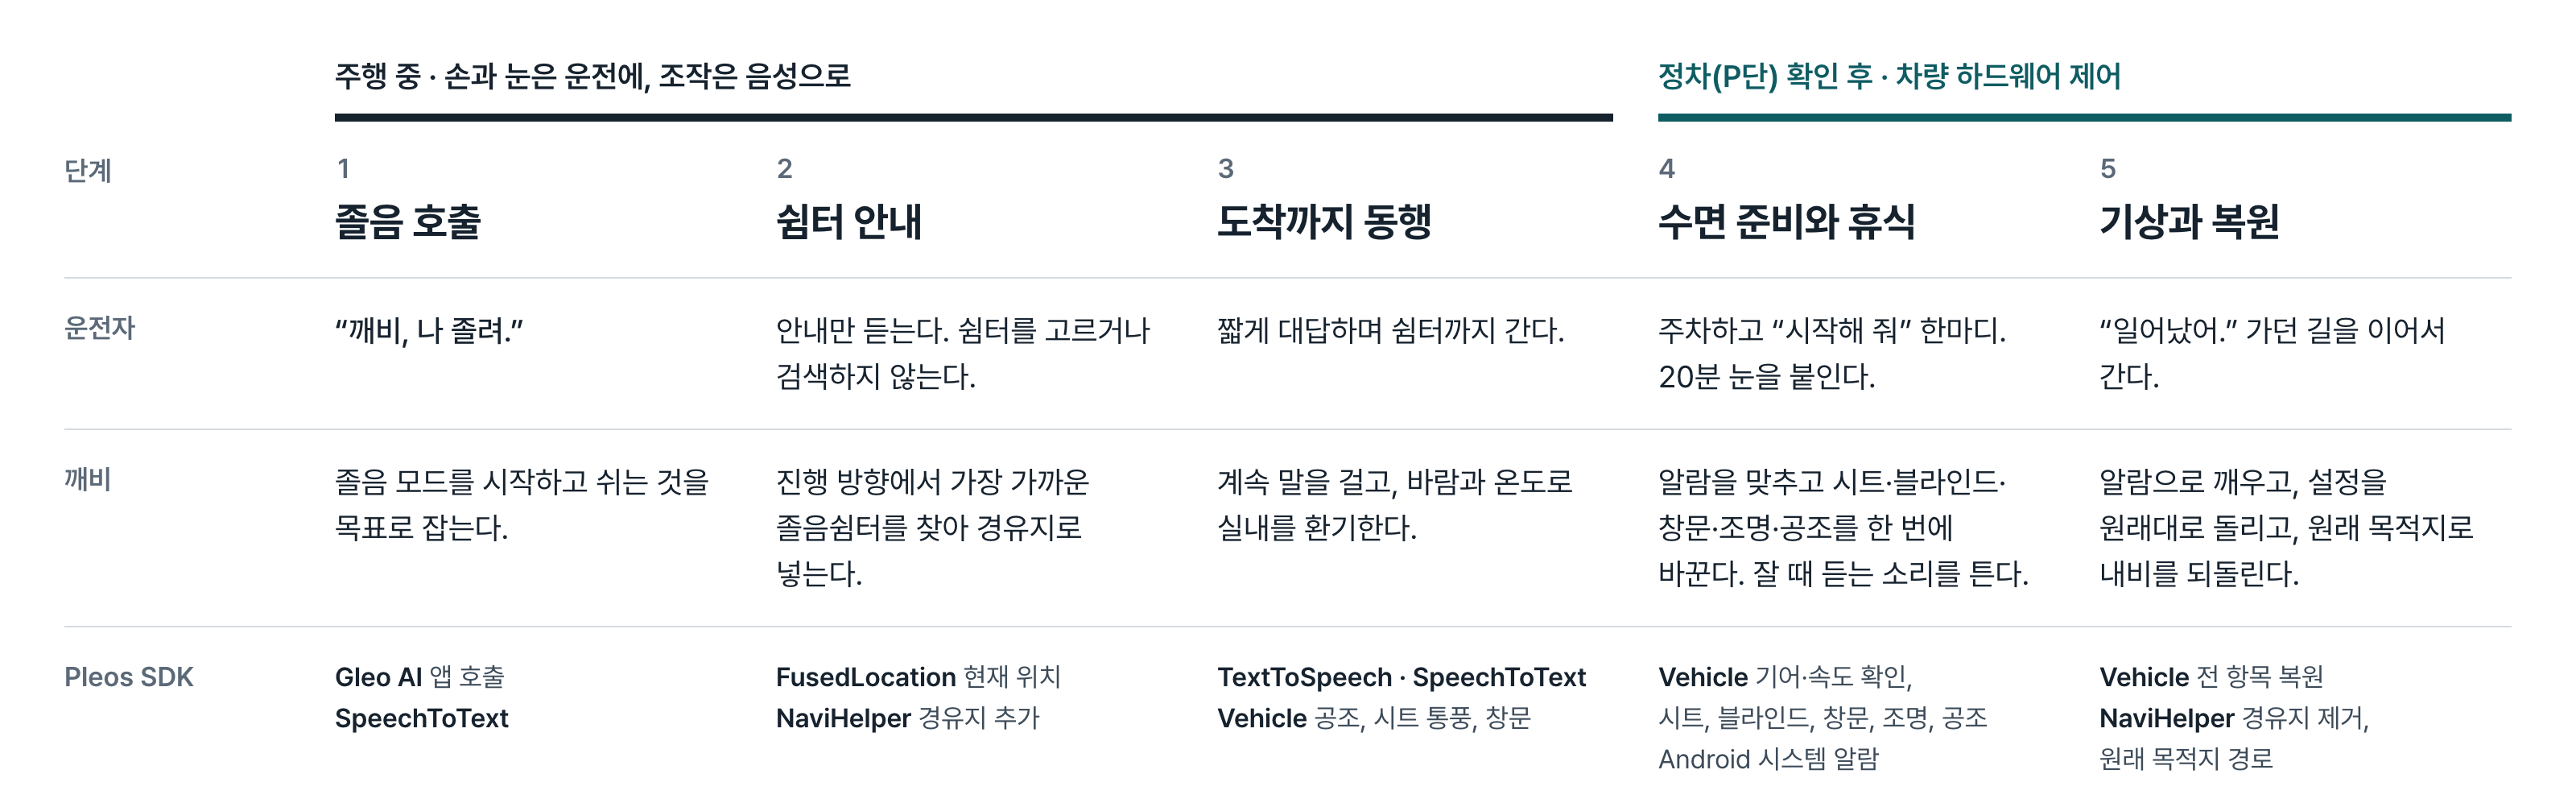 주행 중 · 손과 눈은 운전에, 조작은 음성으로
정차(P단) 확인 후 · 차량 하드웨어 제어
단계
1
졸음 호출
2
쉼터 안내
3
도착까지 동행
4
수면 준비와 휴식
5
기상과 복원
운전자
“깨비, 나 졸려.”
안내만 듣는다. 쉼터를 고르거나
검색하지 않는다.
짧게 대답하며 쉼터까지 간다.
주차하고 “시작해 줘” 한마디.
20분 눈을 붙인다.
“일어났어.” 가던 길을 이어서
간다.
깨비
졸음 모드를 시작하고 쉬는 것을
목표로 잡는다.
진행 방향에서 가장 가까운
졸음쉼터를 찾아 경유지로
넣는다.
계속 말을 걸고, 바람과 온도로
실내를 환기한다.
알람을 맞추고 시트·블라인드·
창문·조명·공조를 한 번에
바꾼다. 잘 때 듣는 소리를 튼다.
알람으로 깨우고, 설정을
원래대로 돌리고, 원래 목적지로
내비를 되돌린다.
Pleos SDK
Gleo AI 앱 호출
SpeechToText
FusedLocation 현재 위치
NaviHelper 경유지 추가
TextToSpeech · SpeechToText
Vehicle 공조, 시트 통풍, 창문
Vehicle 기어·속도 확인,
시트, 블라인드, 창문, 조명, 공조
Android 시스템 알람
Vehicle 전 항목 복원
NaviHelper 경유지 제거,
원래 목적지 경로